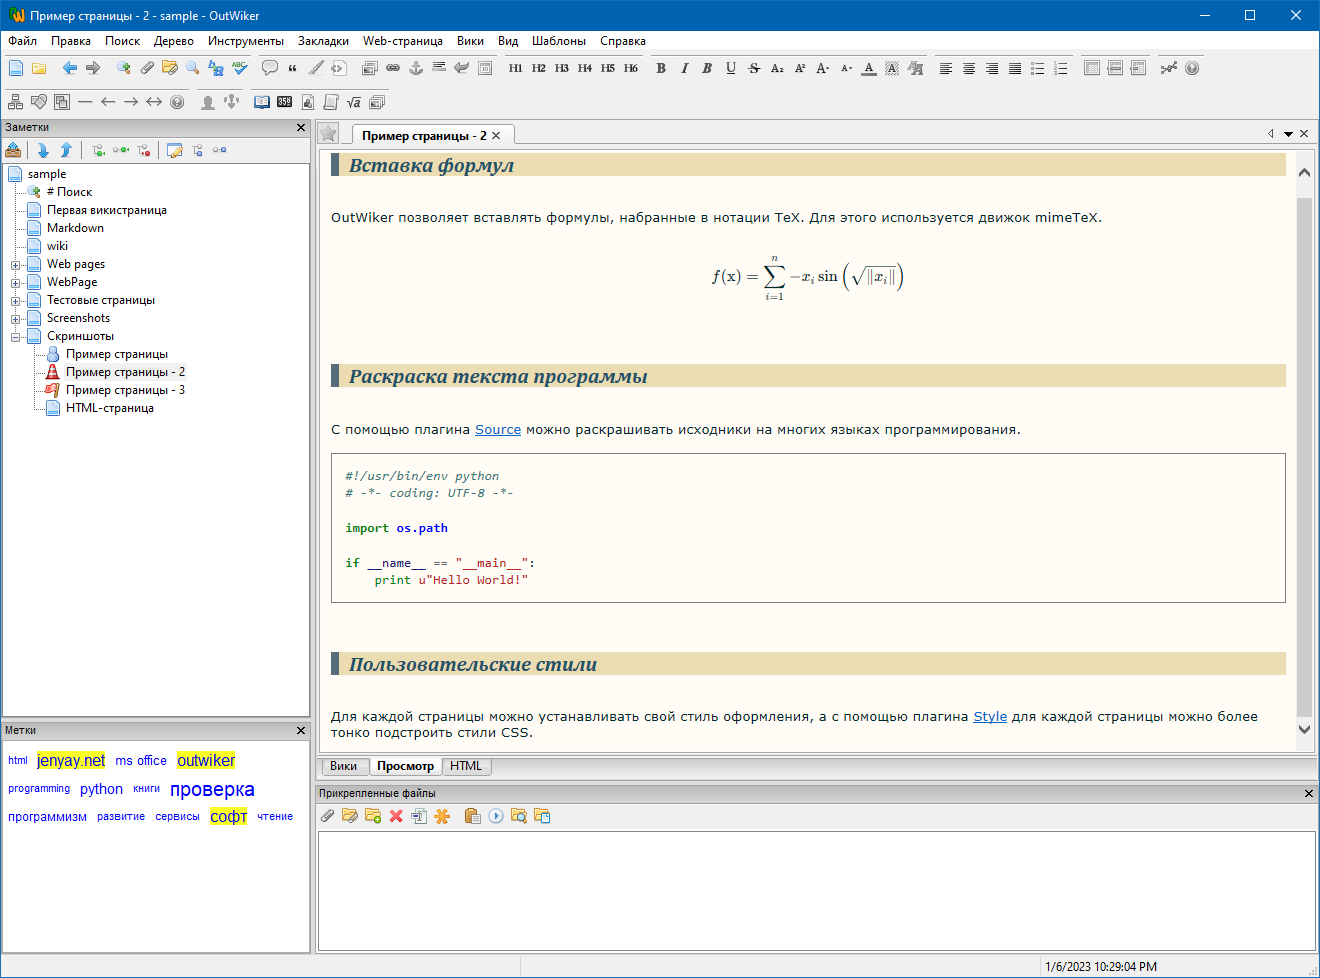 Пример страницы - 2 - sample - OutWiker
Файл Правка Поиск Дерево Инструменты Закладки Web-страница Вики Вид Шаблоны Справка
H1 H2 H3 H4 H5 H6 B I B U S A₂ A² A A A
Заметки
sample
# Поиск
Первая викистраница
Markdown
wiki
Web pages
WebPage
Тестовые страницы
Screenshots
Скриншоты
Пример страницы
Пример страницы - 2
Пример страницы - 3
HTML-страница
Метки
html jenyay.net ms office outwiker
programming python книги проверка
программизм развитие сервисы софт чтение
Пример страницы - 2
Вставка формул
OutWiker позволяет вставлять формулы, набранные в нотации TeX. Для этого используется движок mimeTeX.
f(x) = ∑_{i=1}^{n} −x_i sin(√‖x_i‖)
Раскраска текста программы
С помощью плагина Source можно раскрашивать исходники на многих языках программирования.
#!/usr/bin/env python
# -*- coding: UTF-8 -*-
import os.path
if __name__ == "__main__":
print u"Hello World!"
Пользовательские стили
Для каждой страницы можно устанавливать свой стиль оформления, а с помощью плагина Style для каждой страницы можно более
тонко подстроить стили CSS.
Вики Просмотр HTML
Прикрепленные файлы
1/6/2023 10:29:04 PM